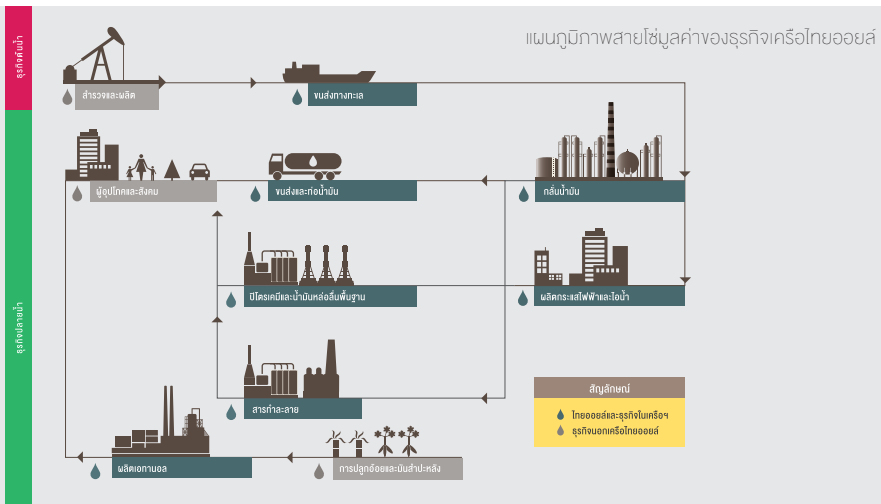 แผนภูมิภาพสายโซ่มูลค่าของธุรกิจเครือไทยออยล์
ธุรกิจต้นน้ำ
สำรวจและผลิต
ขนส่งทางทะเล
ธุรกิจปลายน้ำ
ผู้อุปโภคและสังคม
ขนส่งและท่อน้ำมัน
กลั่นน้ำมัน
ปิโตรเคมีและน้ำมันหล่อลื่นพื้นฐาน
ผลิตกระแสไฟฟ้าและไอน้ำ
สารทำละลาย
สัญลักษณ์
ไทยออยล์และธุรกิจในเครือฯ
ธุรกิจนอกเครือไทยออยล์
ผลิตเอทานอล
การปลูกอ้อยและมันสำปะหลัง